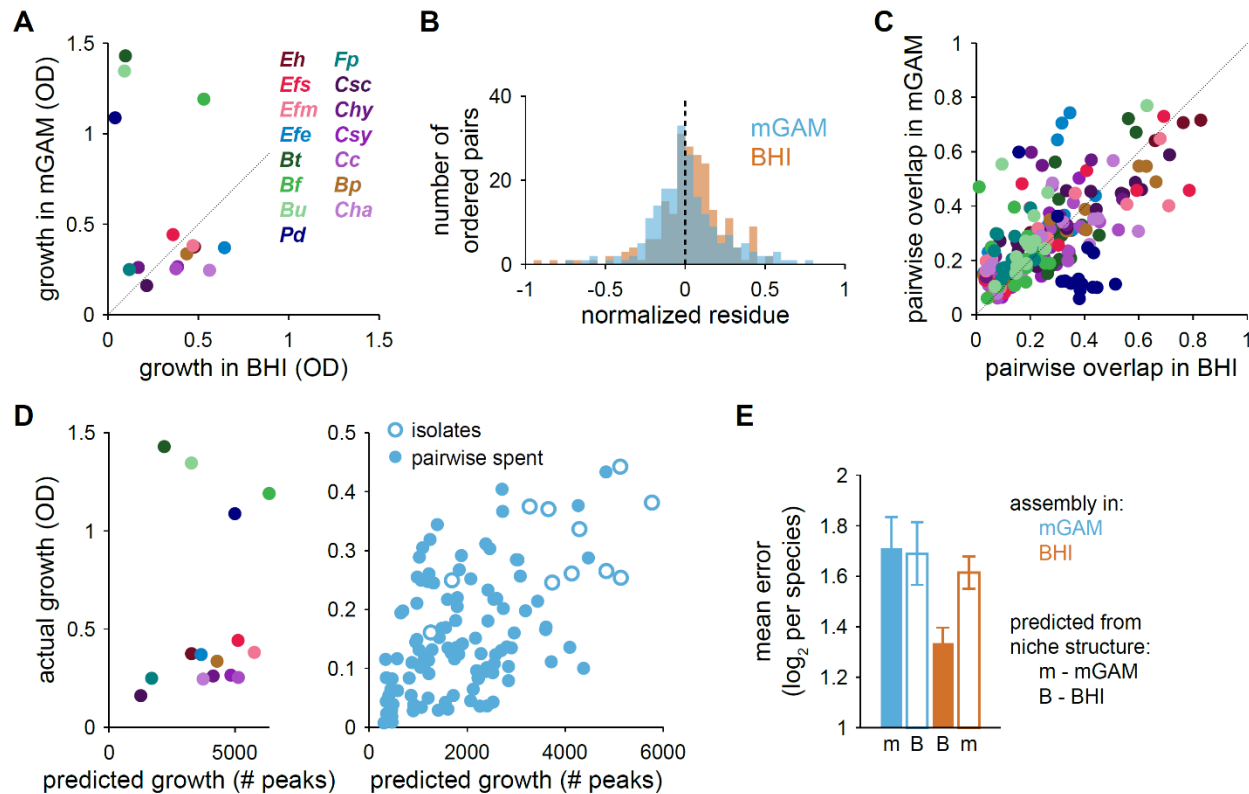 A
growth in mGAM (OD)
1.5
1
0.5
0
0
0.5
1
1.5
growth in BHI (OD)
Eh
Fp
Efs
Csc
Efm
Chy
Efe
Csy
Bt
Cc
Bf
Bp
Bu
Cha
Pd
B
number of
ordered pairs
40
20
0
-1
-0.5
0
0.5
1
normalized residue
mGAM
BHI
C
pairwise overlap in mGAM
1
0.8
0.6
0.4
0.2
0
0
0.2
0.4
0.6
0.8
1
pairwise overlap in BHI
D
actual growth (OD)
1.5
1
0.5
0
0
5000
predicted growth (# peaks)
0.5
0.4
0.3
0.2
0.1
0
0
2000
4000
6000
predicted growth (# peaks)
isolates
pairwise spent
E
mean error
(log2 per species)
2
1.8
1.6
1.4
1.2
1
m
B
B
m
assembly in:
mGAM
BHI
predicted from
niche structure:
m - mGAM
B - BHI